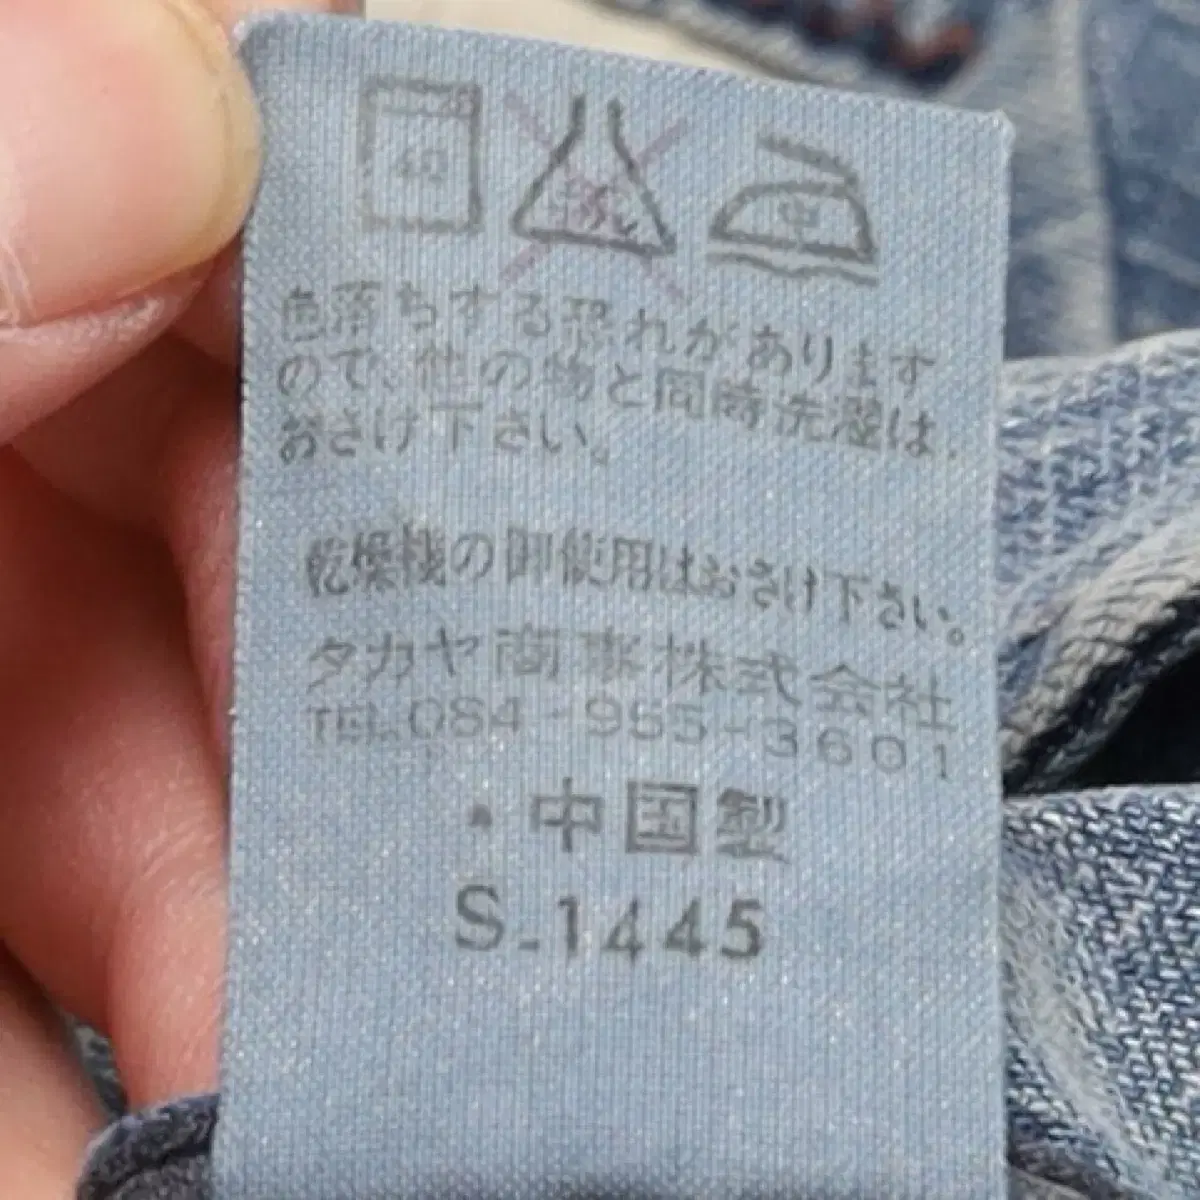 40
中
色落ちする恐れがあります
ので、他の物と同時洗濯は、
おさけ下さい。
乾燥機の御使用はおさけ下さい。
タカヤ商事株式会社
TEL.084-955-3601
・中国製
S-1445